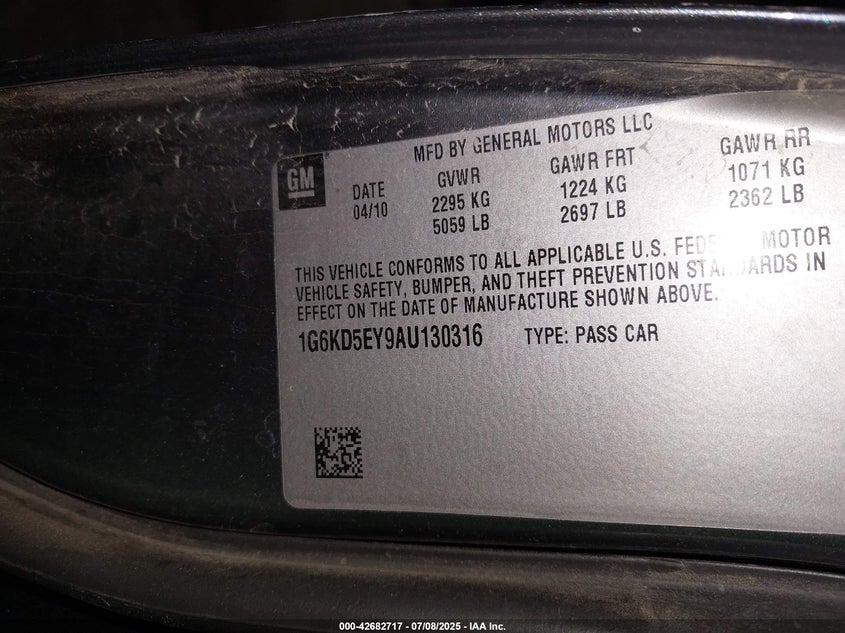 MFD BY GENERAL MOTORS LLC
GM
DATE GVWR GAWR FRT GAWR RR
04/10 2295 KG 1224 KG 1071 KG
5059 LB 2697 LB 2362 LB
THIS VEHICLE CONFORMS TO ALL APPLICABLE U.S. MOTOR
VEHICLE SAFETY, BUMPER, AND THEFT PREVENTION IN
EFFECT ON THE DATE OF MANUFACTURE SHOWN ABOVE.
1G6KD5EY9AU130316 TYPE: PASS CAR
000-42682717 - 07/08/2025 - IAA Inc.